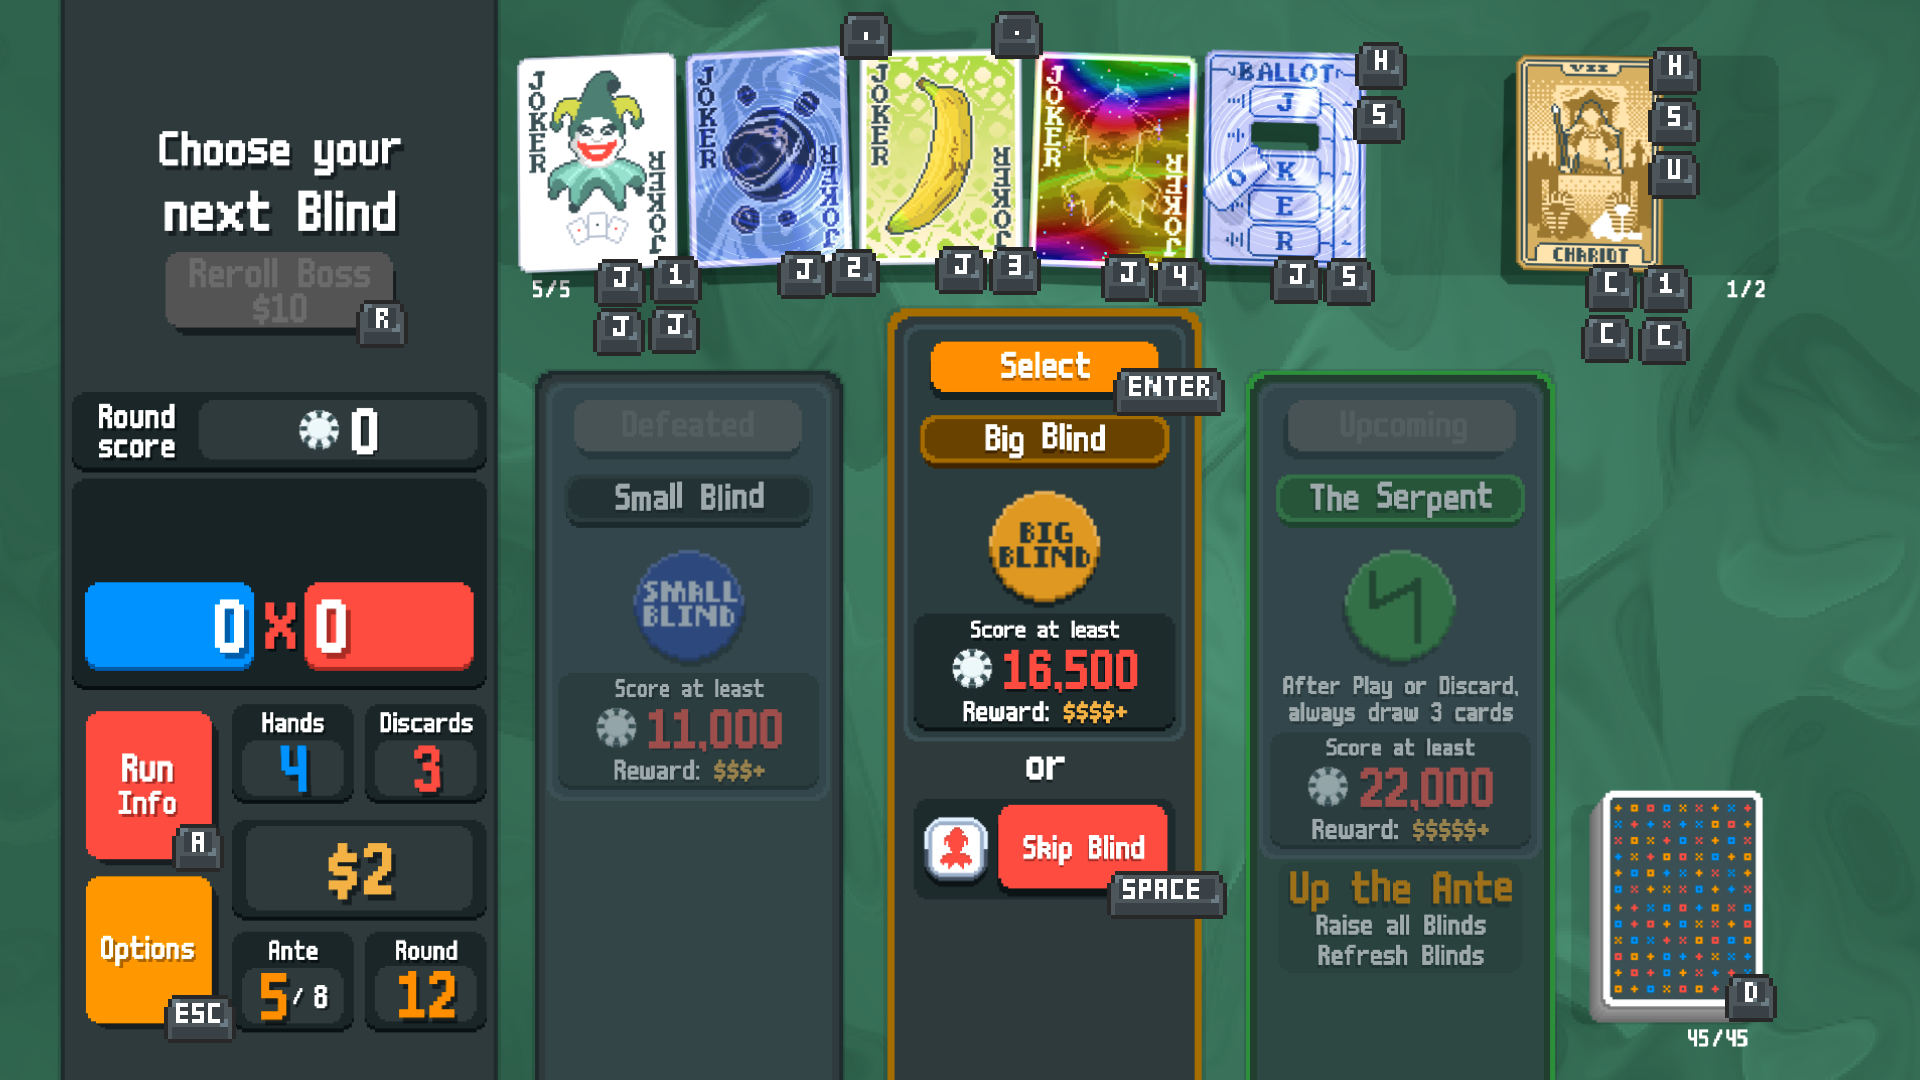 Choose your
next Blind
Reroll Boss
$10
R
Round
score
0
0 X 0
Run
Info
A
Hands
4
Discards
3
$2
Options
ESC
Ante
5/8
Round
12
JOKER
JOKER
JOKER
JOKER
JOKER
JOKER
JOKER
JOKER
BALLOT
J
O
K
E
R
,
.
H
S
5/5
J 1
J J
J 2
J 3
J 4
J 5
VII
CHARIOT
H
S
U
C 1
C C
1/2
Defeated
Small Blind
SMALL
BLIND
Score at least
11,000
Reward: $$$+
Select
ENTER
Big Blind
BIG
BLIND
Score at least
16,500
Reward: $$$$+
or
Skip Blind
SPACE
Upcoming
The Serpent
After Play or Discard,
always draw 3 cards
Score at least
22,000
Reward: $$$$$+
Up the Ante
Raise all Blinds
Refresh Blinds
D
45/45